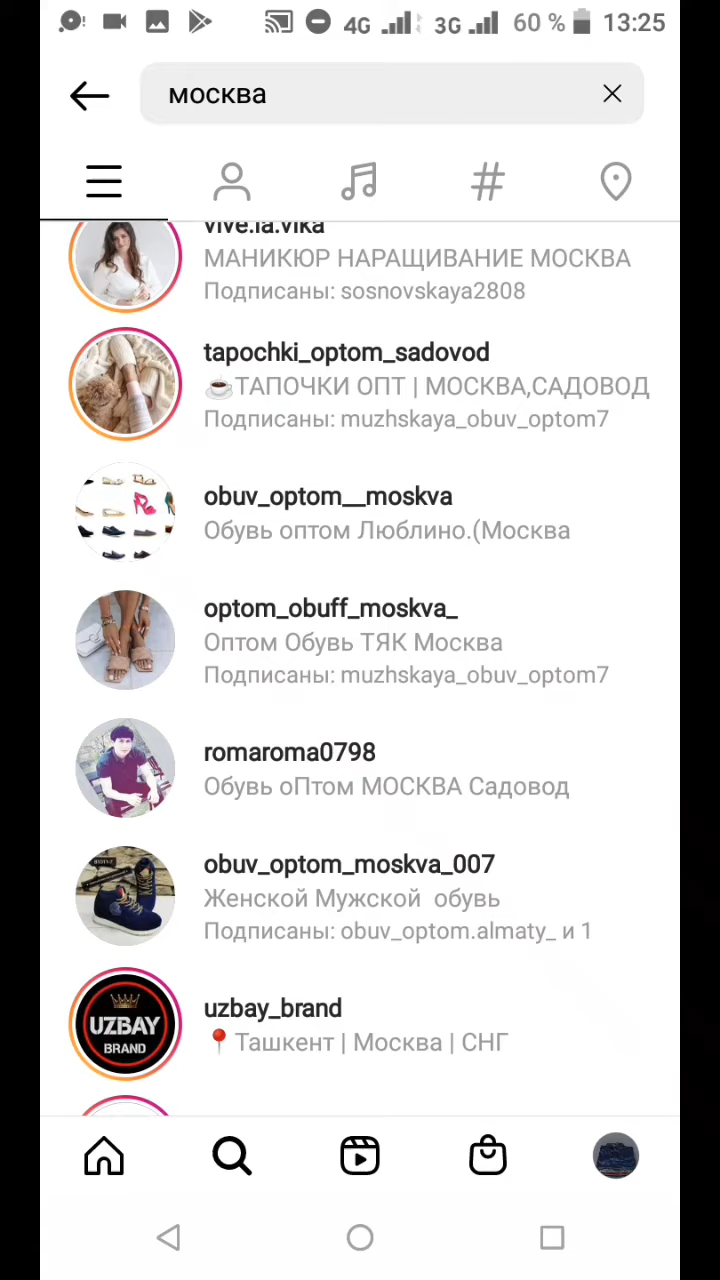 4G 3G 60 % 13:25
москва
vive.la.vika
МАНИКЮР НАРАЩИВАНИЕ МОСКВА
Подписаны: sosnovskaya2808
tapochki_optom_sadovod
☕ТАПОЧКИ ОПТ | МОСКВА,САДОВОД
Подписаны: muzhskaya_obuv_optom7
obuv_optom__moskva
Обувь оптом Люблино.(Москва
optom_obuff_moskva_
Оптом Обувь ТЯК Москва
Подписаны: muzhskaya_obuv_optom7
romaroma0798
Обувь оПтом МОСКВА Садовод
obuv_optom_moskva_007
Женской Мужской  обувь
Подписаны: obuv_optom.almaty_ и 1
UZBAY
BRAND
uzbay_brand
📍Ташкент | Москва | СНГ